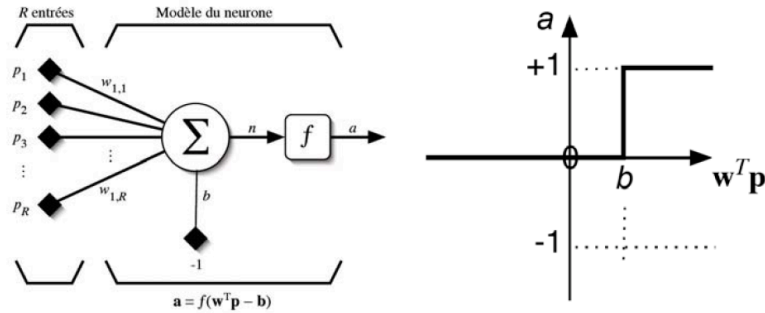 R entrées
Modèle du neurone
p1
p2
p3
⋮
pR
w1,1
⋮
w1,R
Σ
n
f
a
b
-1
a = f(wᵀp – b)
a
+1
0
b
wᵀp
-1